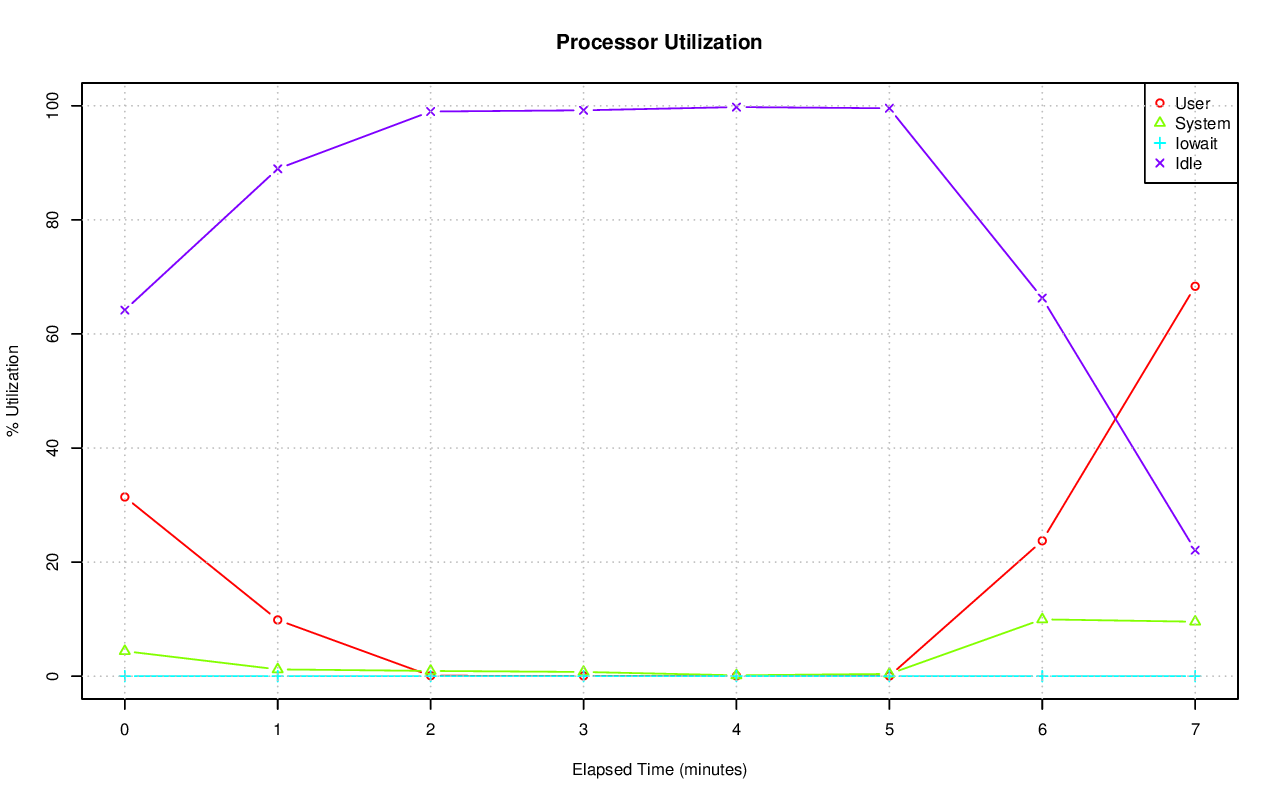 Processor Utilization
100
80
60
40
20
0
% Utilization
User
System
Iowait
Idle
0 1 2 3 4 5 6 7
Elapsed Time (minutes)